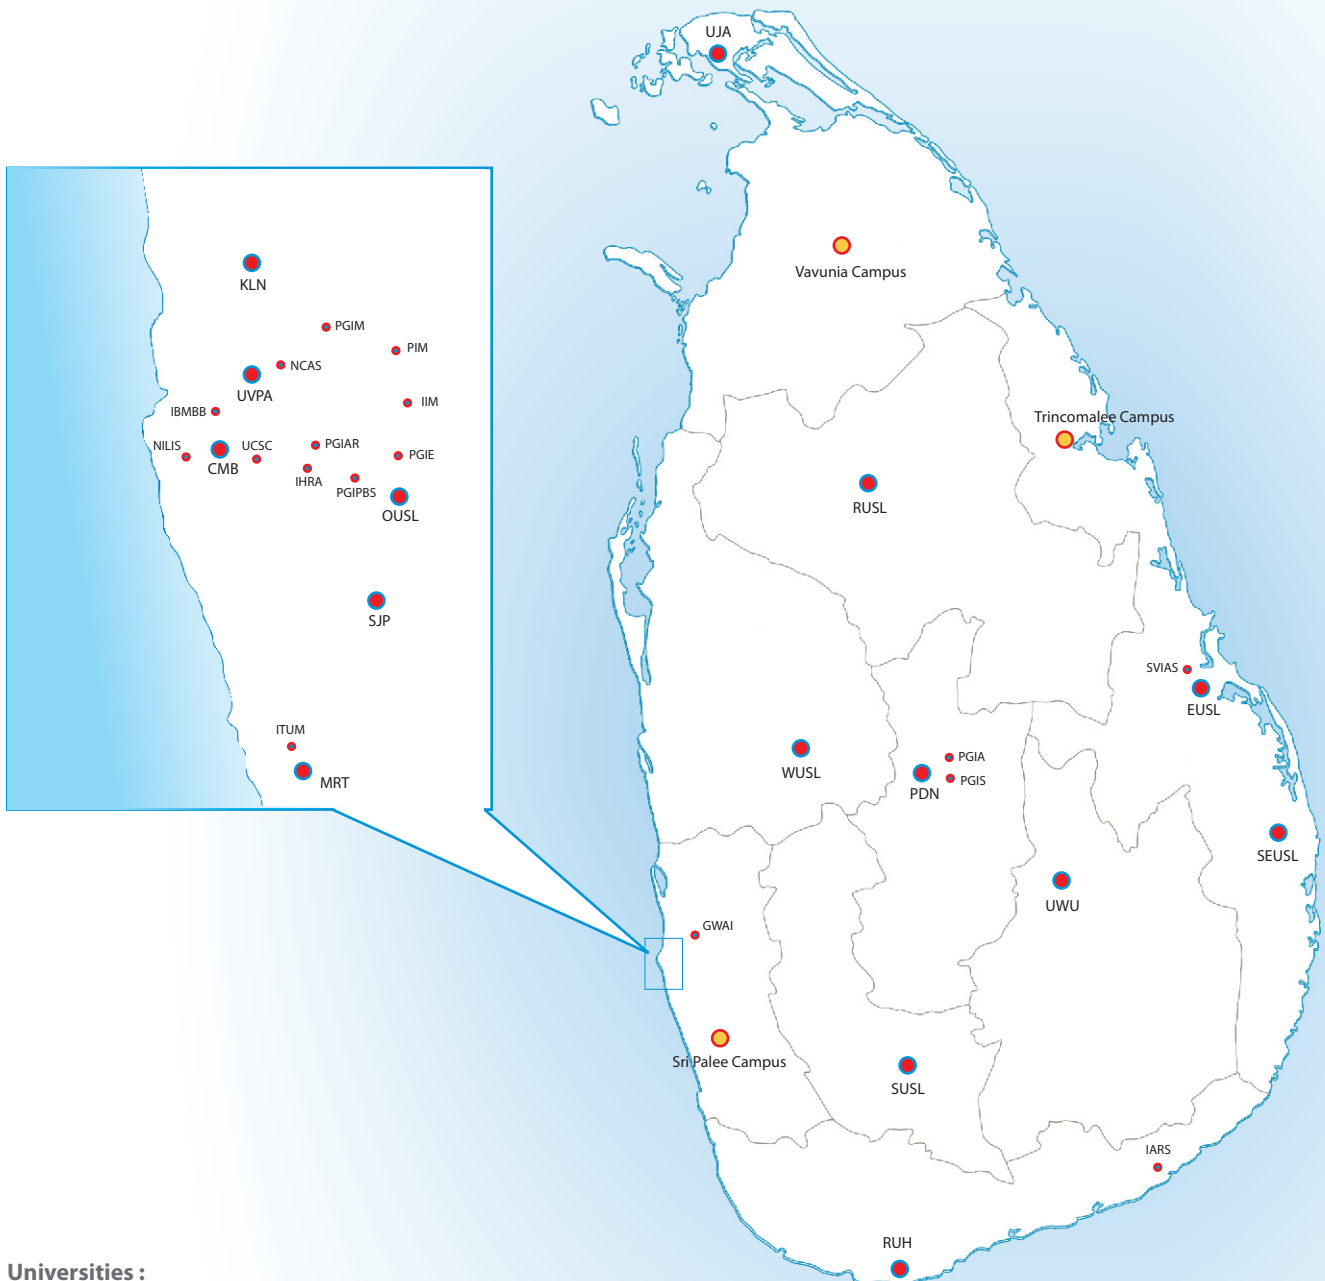 UJA
Vavunia Campus
KLN
PGIM
PIM
NCAS
UVPA
IIM
IBMBB
Trincomalee Campus
PGIAR
UCSC
NILIS
PGIE
CMB
IHRA
PGIPBS
RUSL
OUSL
SJP
SVIAS
EUSL
ITUM
PGIA
WUSL
PGIS
MRT
PDN
SEUSL
UWU
GWAI
Sri Palee Campus
SUSL
IARS
RUH
Universities :